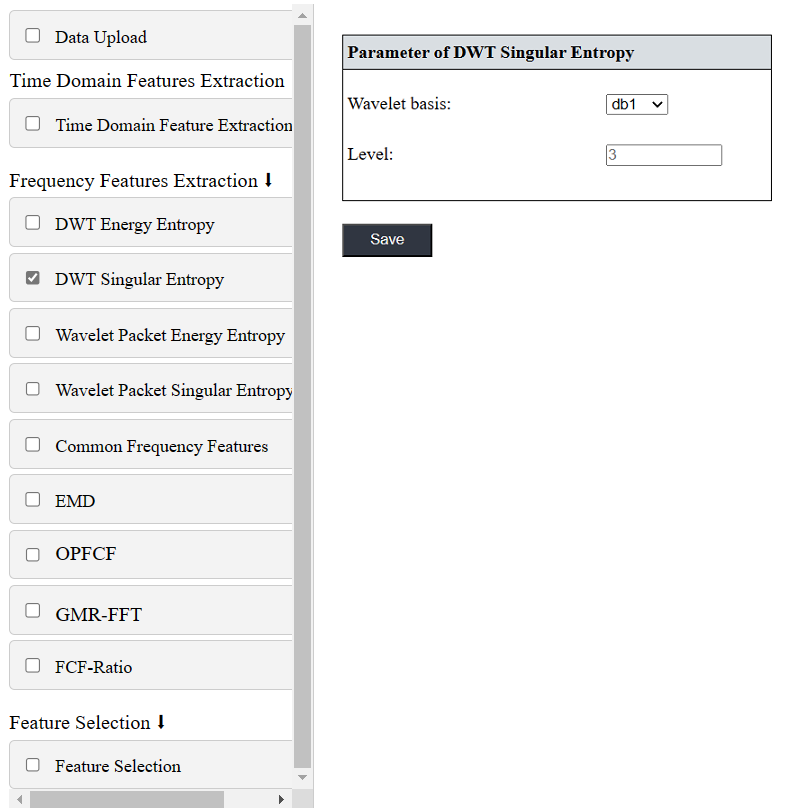 Data Upload
Time Domain Features Extraction
Time Domain Feature Extraction
Frequency Features Extraction ⬇
DWT Energy Entropy
DWT Singular Entropy
Wavelet Packet Energy Entropy
Wavelet Packet Singular Entropy
Common Frequency Features
EMD
OPFCF
GMR-FFT
FCF-Ratio
Feature Selection ⬇
Feature Selection
Parameter of DWT Singular Entropy
Wavelet basis: db1
Level: 3
Save